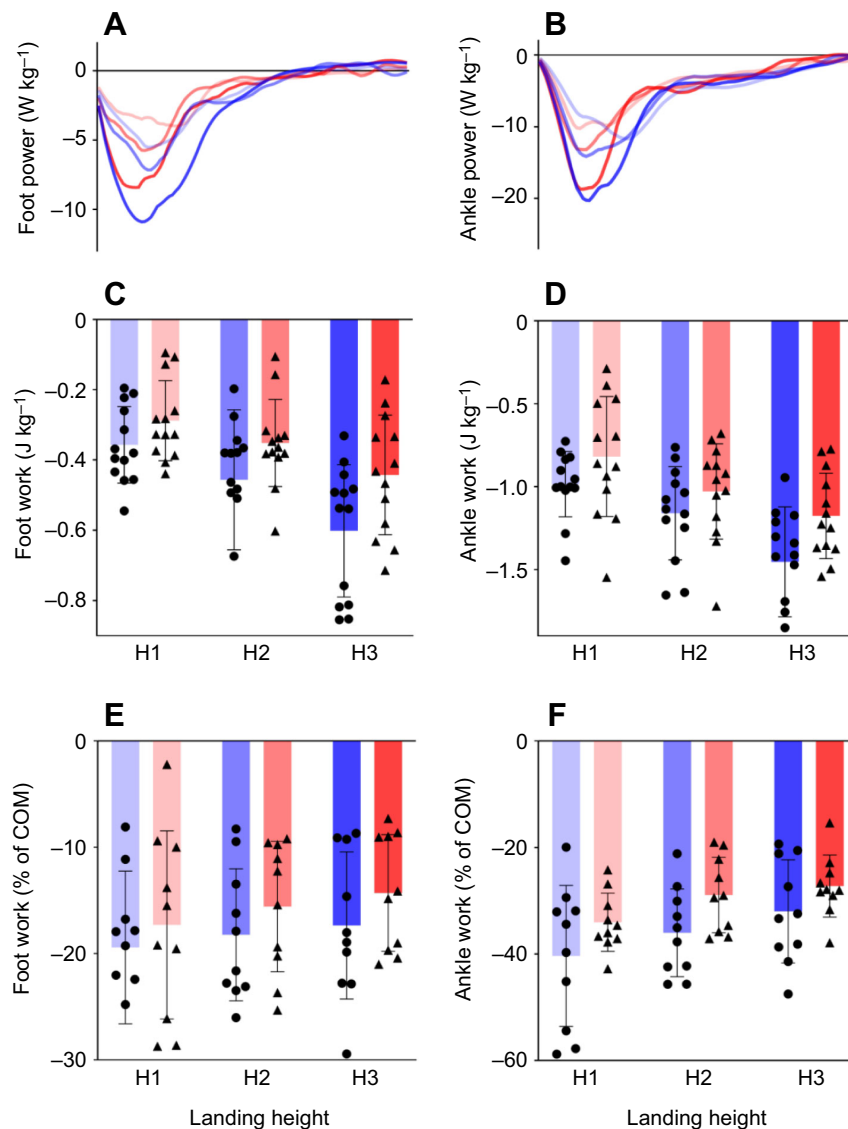 A
B
Foot power (W kg–1)
0
–5
–10
Ankle power (W kg–1)
0
–10
–20
C
D
Foot work (J kg–1)
0
–0.2
–0.4
–0.6
–0.8
H1 H2 H3
Ankle work (J kg–1)
0
–0.5
–1.0
–1.5
H1 H2 H3
E
F
Foot work (% of COM)
0
–10
–20
–30
H1 H2 H3
Landing height
Ankle work (% of COM)
0
–20
–40
–60
H1 H2 H3
Landing height